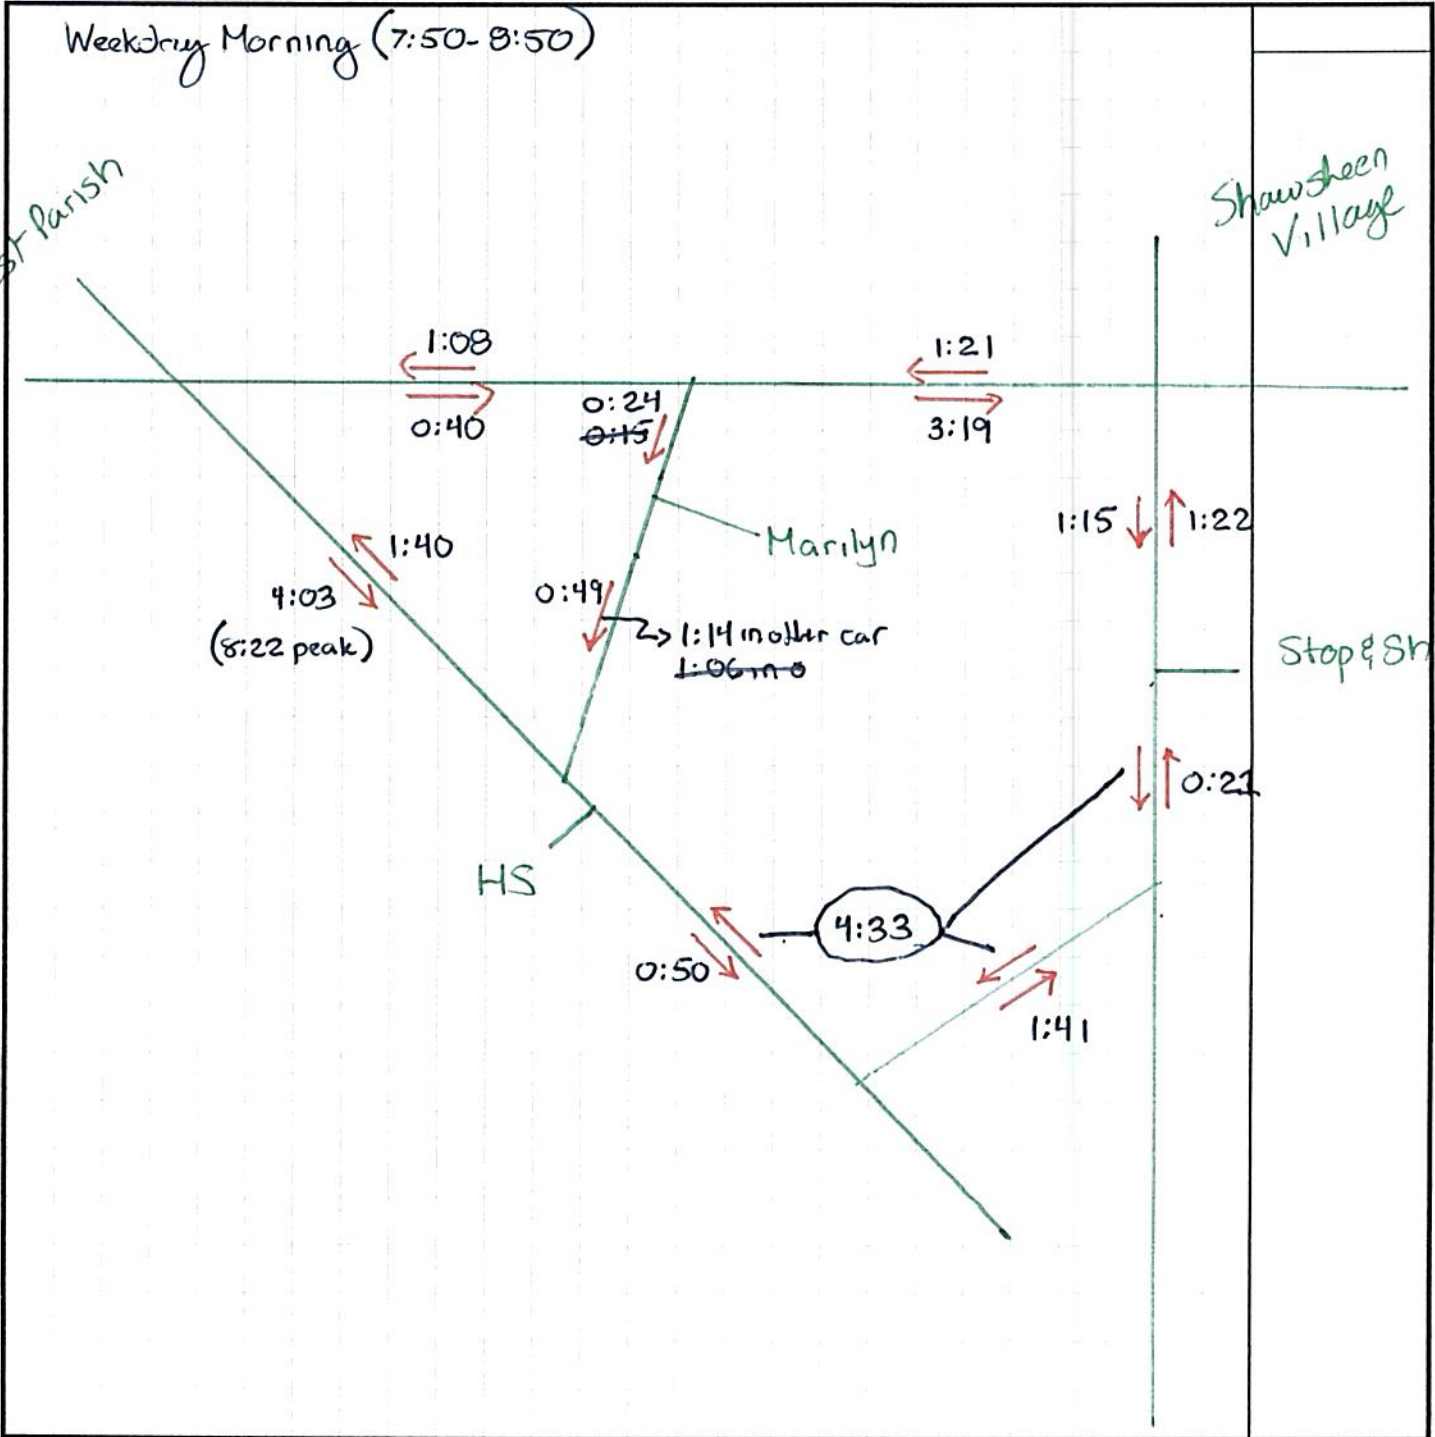 Weekday Morning (7:50-8:50)
st Parish
Shawsheen
Village
1:08
1:21
0:40
0:24
0:15
3:19
1:15
1:22
Marilyn
1:40
4:03
(8:22 peak)
0:49
1:14 in other car
1:06 in o
Stop & Sh
0:21
HS
4:33
0:50
1:41